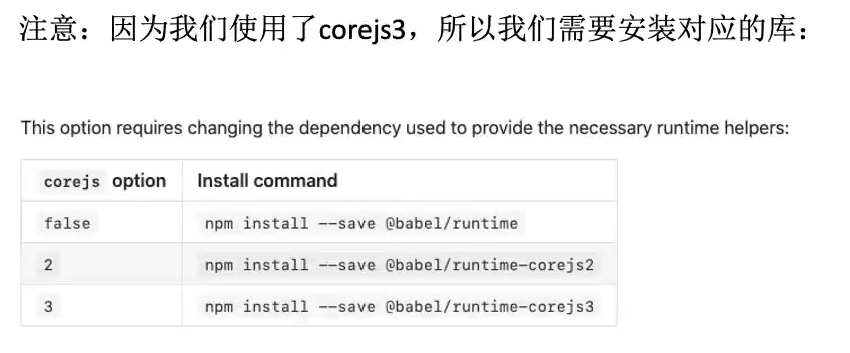 注意：因为我们使用了corejs3，所以我们需要安装对应的库：
This option requires changing the dependency used to provide the necessary runtime helpers:
corejs option Install command
false npm install --save @babel/runtime
2 npm install --save @babel/runtime-corejs2
3 npm install --save @babel/runtime-corejs3